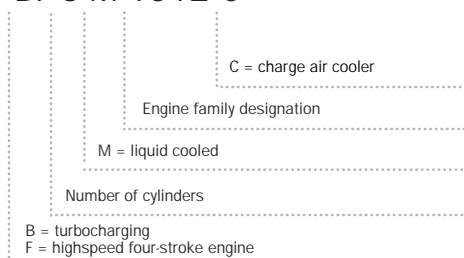 C = charge air cooler
Engine family designation
M = liquid cooled
Number of cylinders
B = turbocharging
F = highspeed four-stroke engine